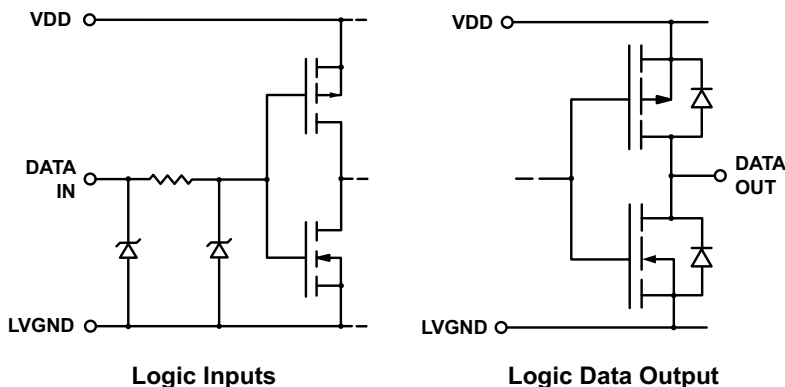 VDD
DATA
IN
LVGND
Logic Inputs
VDD
DATA
OUT
LVGND
Logic Data Output